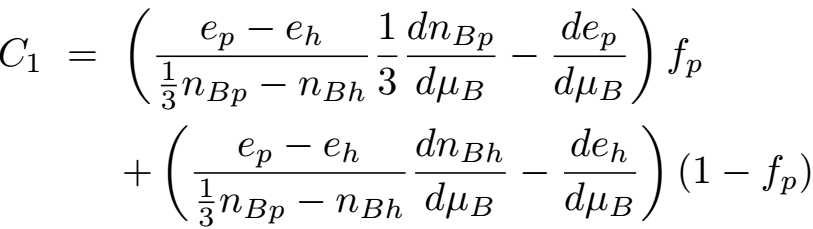 C_1 = \left( \frac{e_p - e_h}{\frac{1}{3} n_{Bp} - n_{Bh}} \frac{1}{3} \frac{dn_{Bp}}{d\mu_B} - \frac{de_p}{d\mu_B} \right) f_p
+ \left( \frac{e_p - e_h}{\frac{1}{3} n_{Bp} - n_{Bh}} \frac{dn_{Bh}}{d\mu_B} - \frac{de_h}{d\mu_B} \right) (1 - f_p)